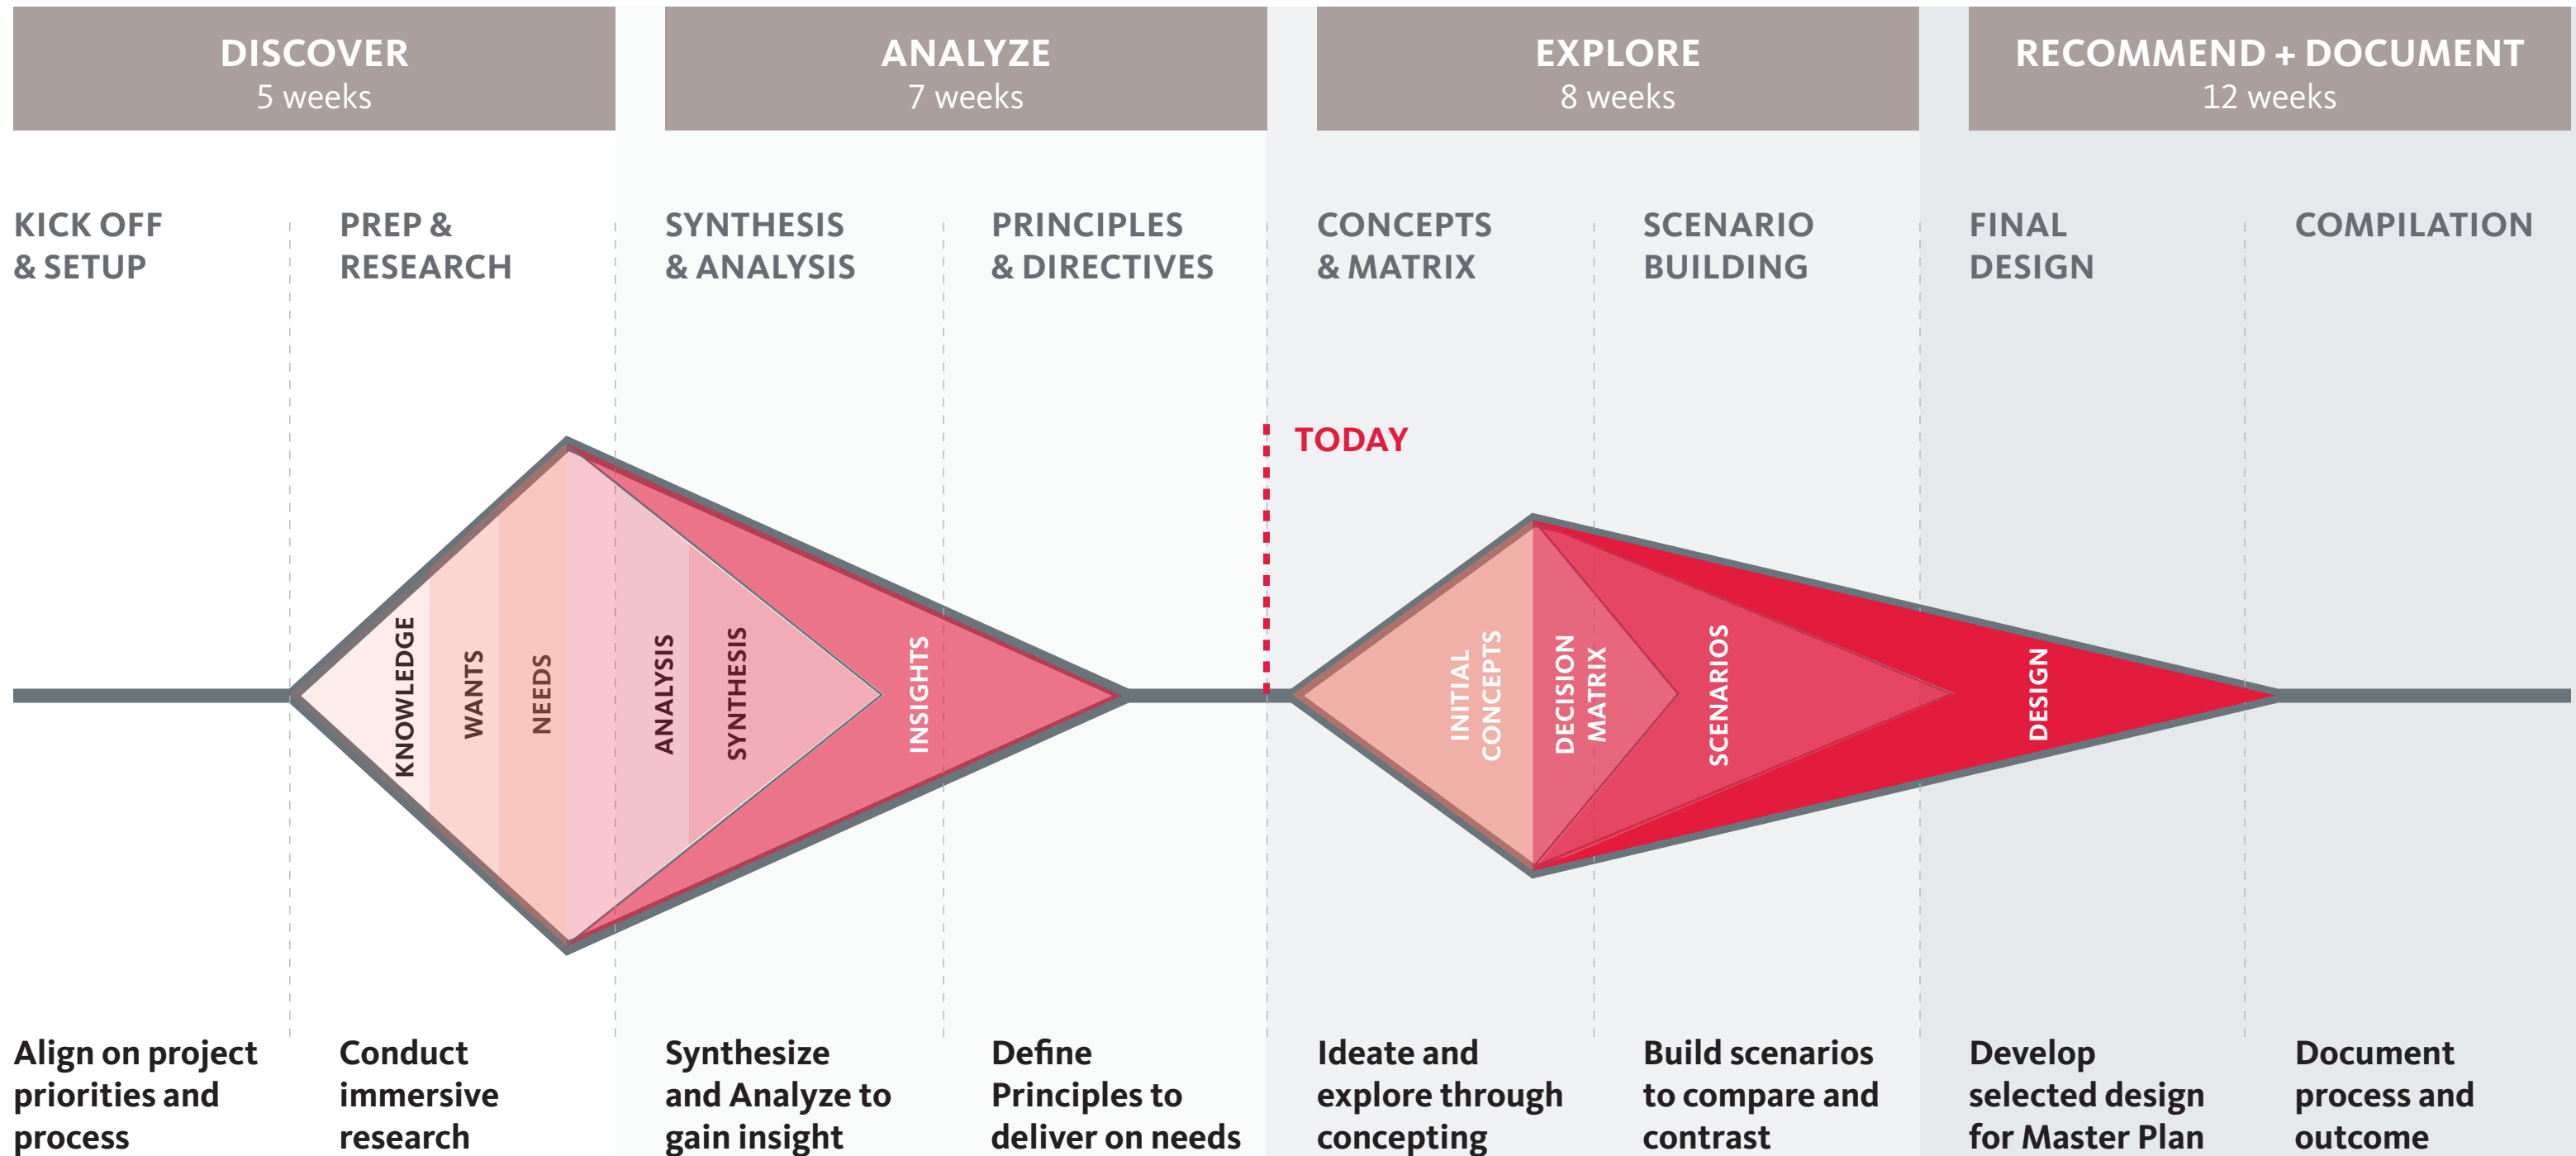 DISCOVER
5 weeks
ANALYZE
7 weeks
EXPLORE
8 weeks
RECOMMEND + DOCUMENT
12 weeks
KICK OFF
& SETUP
PREP &
RESEARCH
SYNTHESIS
& ANALYSIS
PRINCIPLES
& DIRECTIVES
CONCEPTS
& MATRIX
SCENARIO
BUILDING
FINAL
DESIGN
COMPILATION
TODAY
KNOWLEDGE
WANTS
NEEDS
ANALYSIS
SYNTHESIS
INSIGHTS
INITIAL
CONCEPTS
DECISION
MATRIX
SCENARIOS
DESIGN
Align on project
priorities and
process
Conduct
immersive
research
Synthesize
and Analyze to
gain insight
Define
Principles to
deliver on needs
Ideate and
explore through
concepting
Build scenarios
to compare and
contrast
Develop
selected design
for Master Plan
Document
process and
outcome